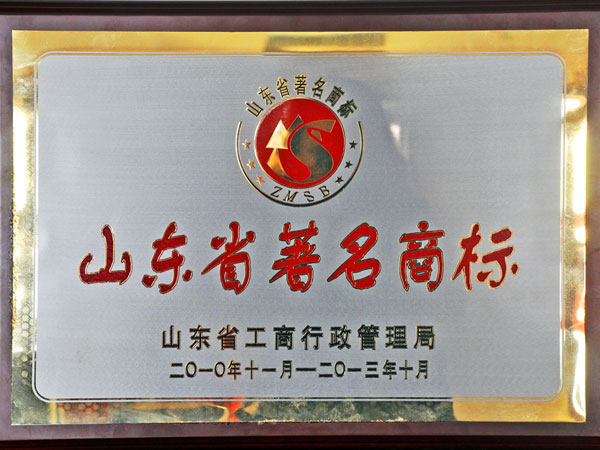 山东省著名商标
ZMSB
山东省著名商标
山东省工商行政管理局
二〇一〇年十一月—二〇一三年十月